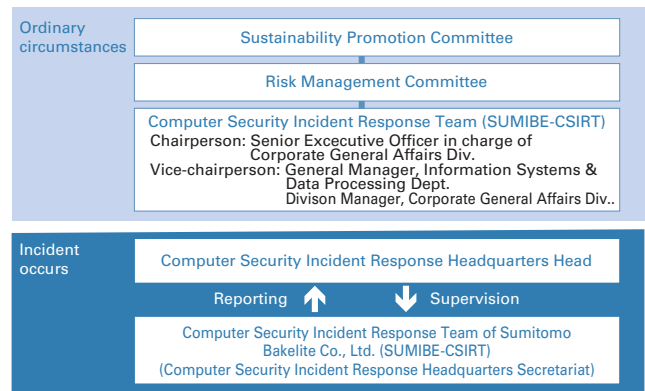 Ordinary
circumstances
Sustainability Promotion Committee
Risk Management Committee
Computer Security Incident Response Team (SUMIBE-CSIRT)
Chairperson: Senior Excecutive Officer in charge of
Corporate General Affairs Div.
Vice-chairperson: General Manager, Information Systems &
Data Processing Dept.
Divison Manager, Corporate General Affairs Div..
Incident
occurs
Computer Security Incident Response Headquarters Head
Reporting Supervision
Computer Security Incident Response Team of Sumitomo
Bakelite Co., Ltd. (SUMIBE-CSIRT)
(Computer Security Incident Response Headquarters Secretariat)